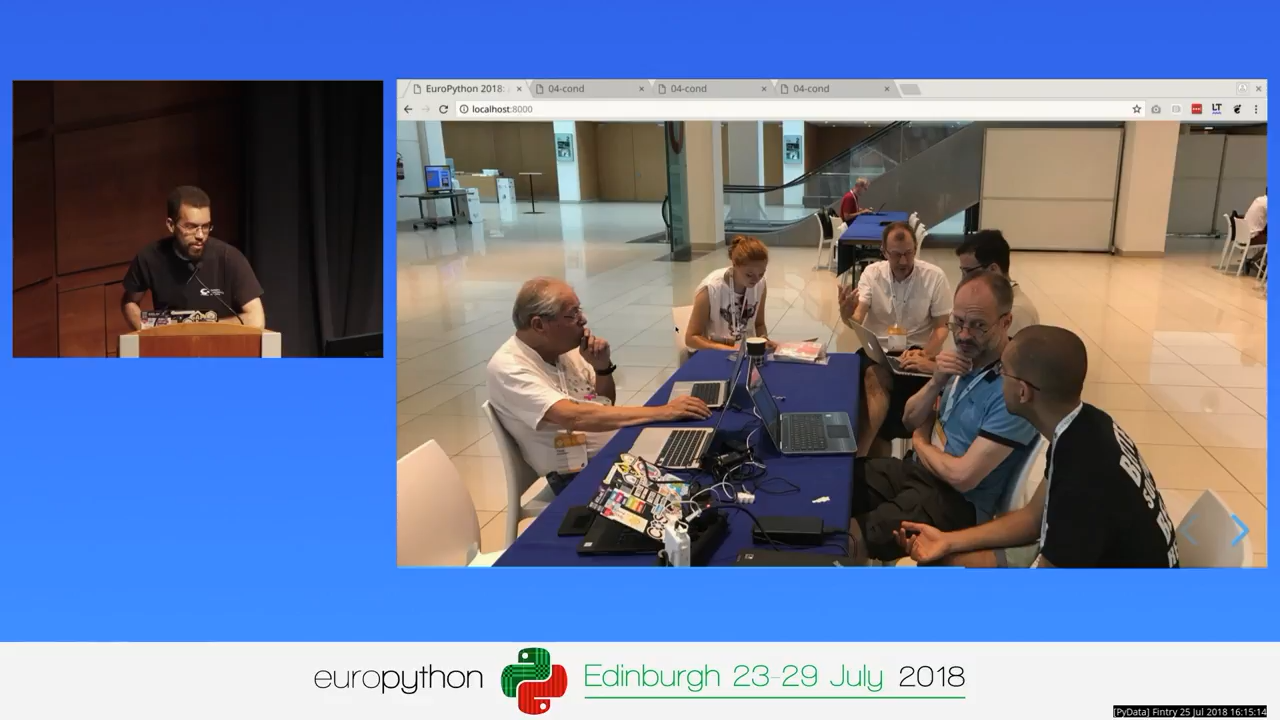 EuroPython 2018:
04-cond
04-cond
04-cond
localhost:8000
LT
europython
Edinburgh 23-29 July 2018
[PyData] Fintry 25 Jul 2018 16:15:14